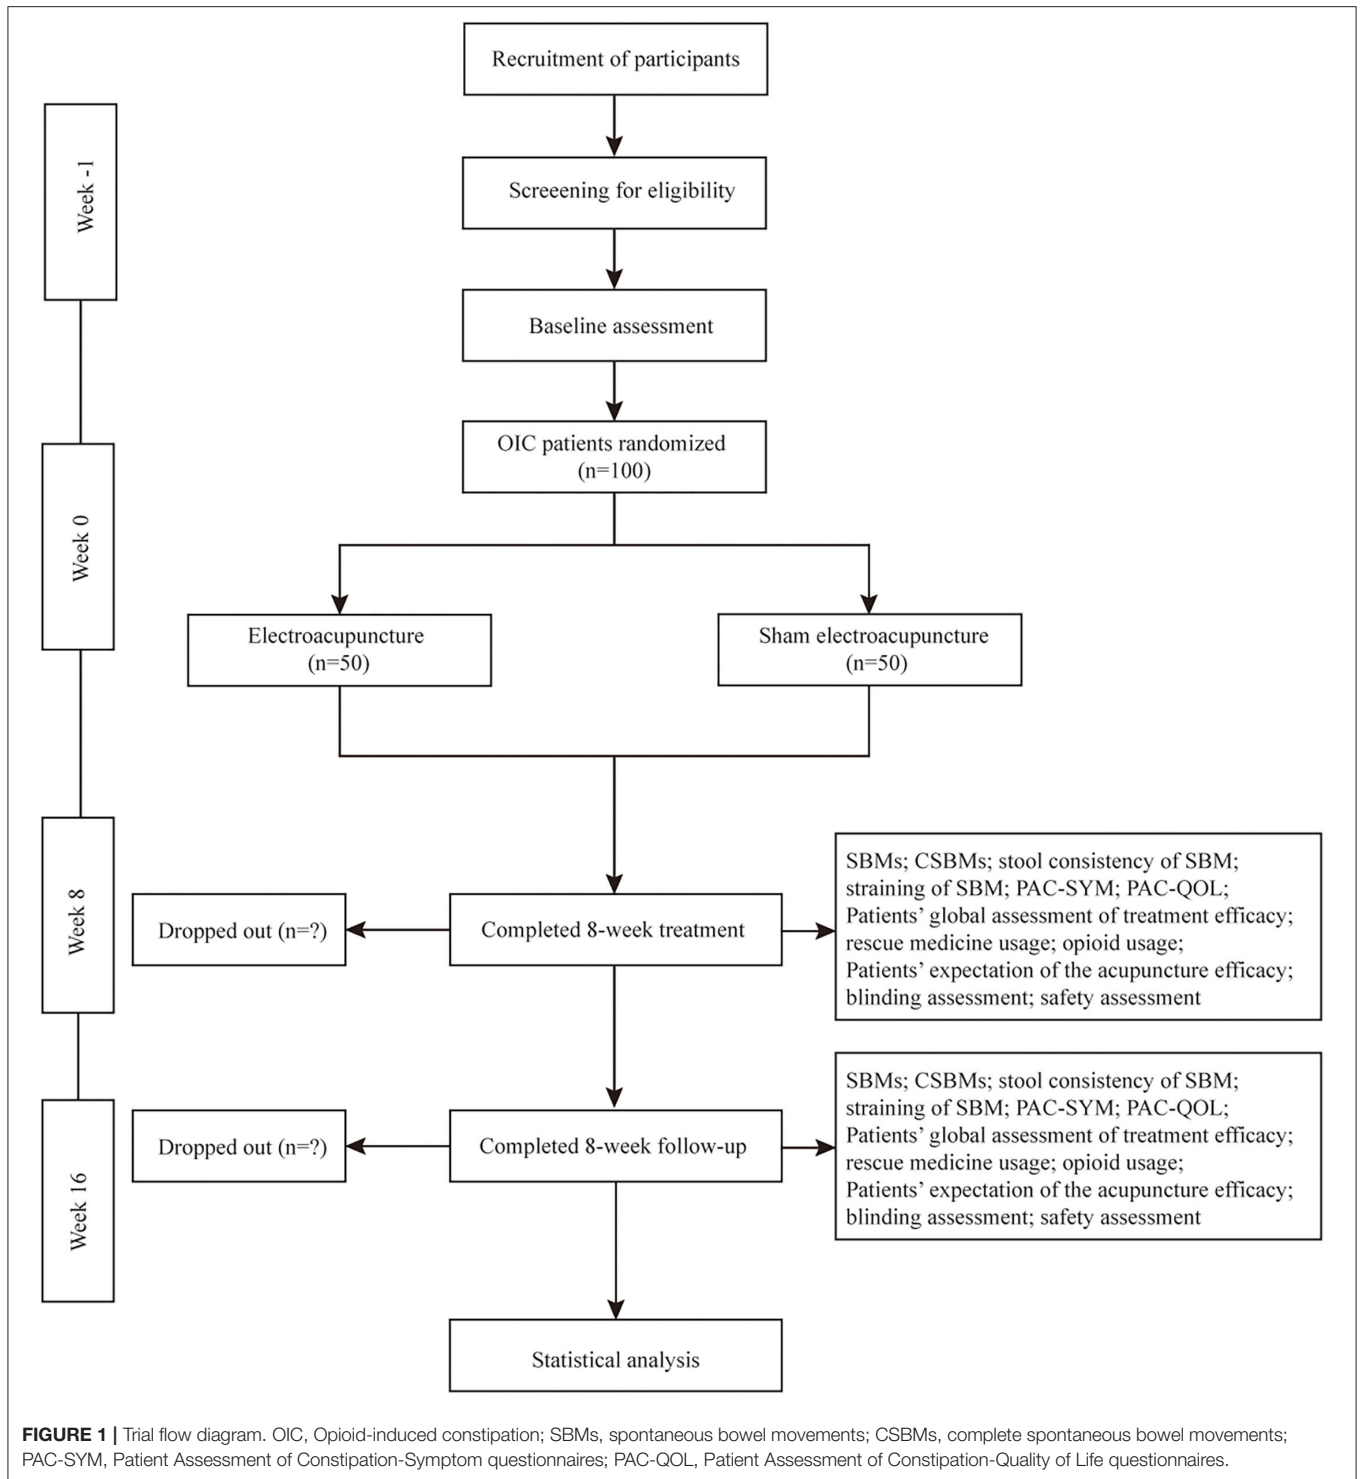 Recruitment of participants
Week -1
Screeening for eligibility
Baseline assessment
OIC patients randomized
(n=100)
Week 0
Electroacupuncture
(n=50)
Sham electroacupuncture
(n=50)
Week 8
Dropped out (n=?)
Completed 8-week treatment
SBMs; CSBMs; stool consistency of SBM;
straining of SBM; PAC-SYM; PAC-QOL;
Patients’ global assessment of treatment efficacy;
rescue medicine usage; opioid usage;
Patients’ expectation of the acupuncture efficacy;
blinding assessment; safety assessment
Week 16
Dropped out (n=?)
Completed 8-week follow-up
SBMs; CSBMs; stool consistency of SBM;
straining of SBM; PAC-SYM; PAC-QOL;
Patients’ global assessment of treatment efficacy;
rescue medicine usage; opioid usage;
Patients’ expectation of the acupuncture efficacy;
blinding assessment; safety assessment
Statistical analysis
FIGURE 1 | Trial flow diagram. OIC, Opioid-induced constipation; SBMs, spontaneous bowel movements; CSBMs, complete spontaneous bowel movements;
PAC-SYM, Patient Assessment of Constipation-Symptom questionnaires; PAC-QOL, Patient Assessment of Constipation-Quality of Life questionnaires.